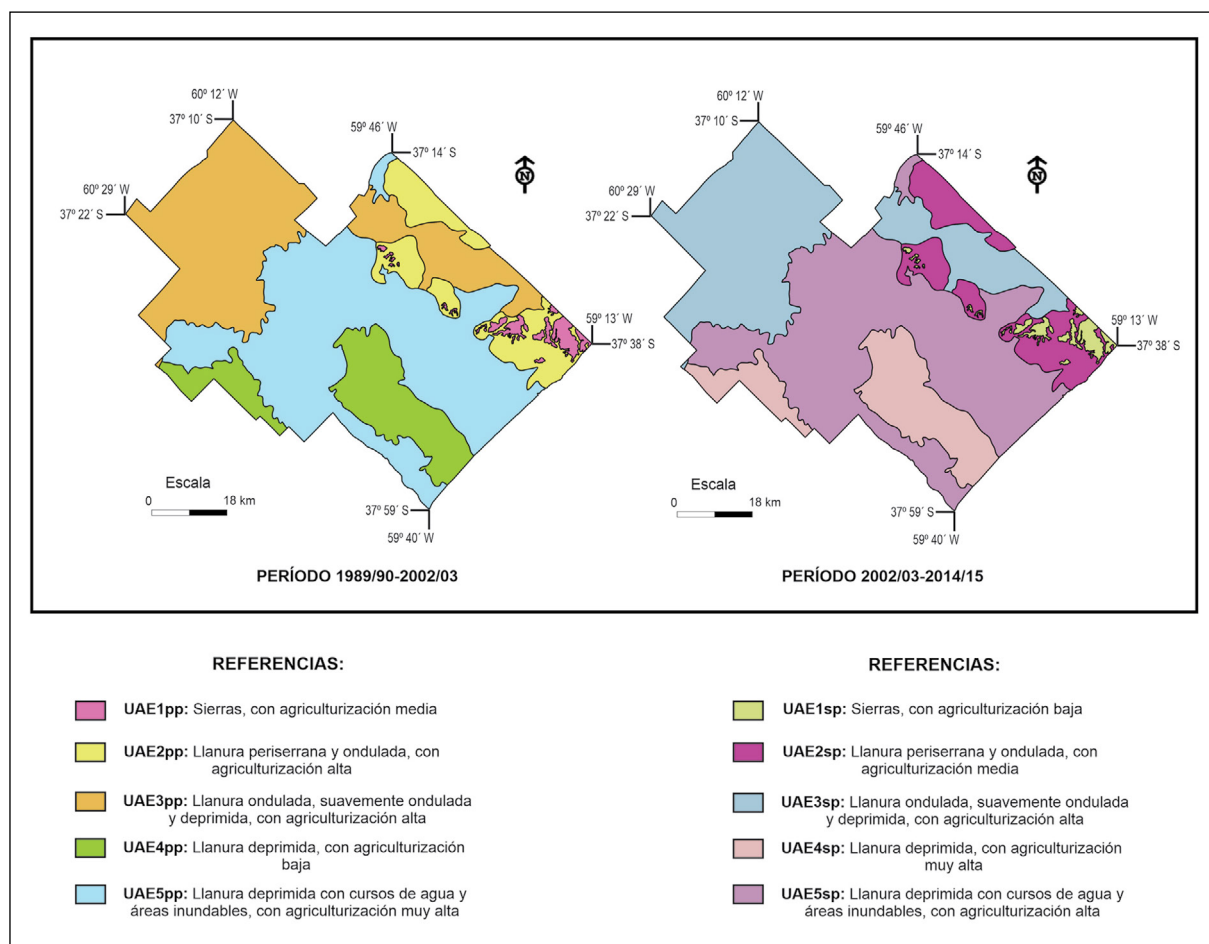 60º 12´ W
37º 10´ S
59º 46´ W
37º 14´ S
N
60º 29´ W
37º 22´ S
59º 13´ W
37º 38´ S
Escala
0 18 km
37º 59´ S
59º 40´ W
PERÍODO 1989/90-2002/03
60º 12´ W
37º 10´ S
59º 46´ W
37º 14´ S
N
60º 29´ W
37º 22´ S
59º 13´ W
37º 38´ S
Escala
0 18 km
37º 59´ S
59º 40´ W
PERÍODO 2002/03-2014/15
REFERENCIAS:
UAE1pp: Sierras, con agriculturización media
UAE2pp: Llanura periserrana y ondulada, con
agriculturización alta
UAE3pp: Llanura ondulada, suavemente ondulada
y deprimida, con agriculturización alta
UAE4pp: Llanura deprimida, con agriculturización
baja
UAE5pp: Llanura deprimida con cursos de agua y
áreas inundables, con agriculturización muy alta
REFERENCIAS:
UAE1sp: Sierras, con agriculturización baja
UAE2sp: Llanura periserrana y ondulada, con
agriculturización media
UAE3sp: Llanura ondulada, suavemente ondulada
y deprimida, con agriculturización alta
UAE4sp: Llanura deprimida, con agriculturización
muy alta
UAE5sp: Llanura deprimida con cursos de agua y
áreas inundables, con agriculturización alta